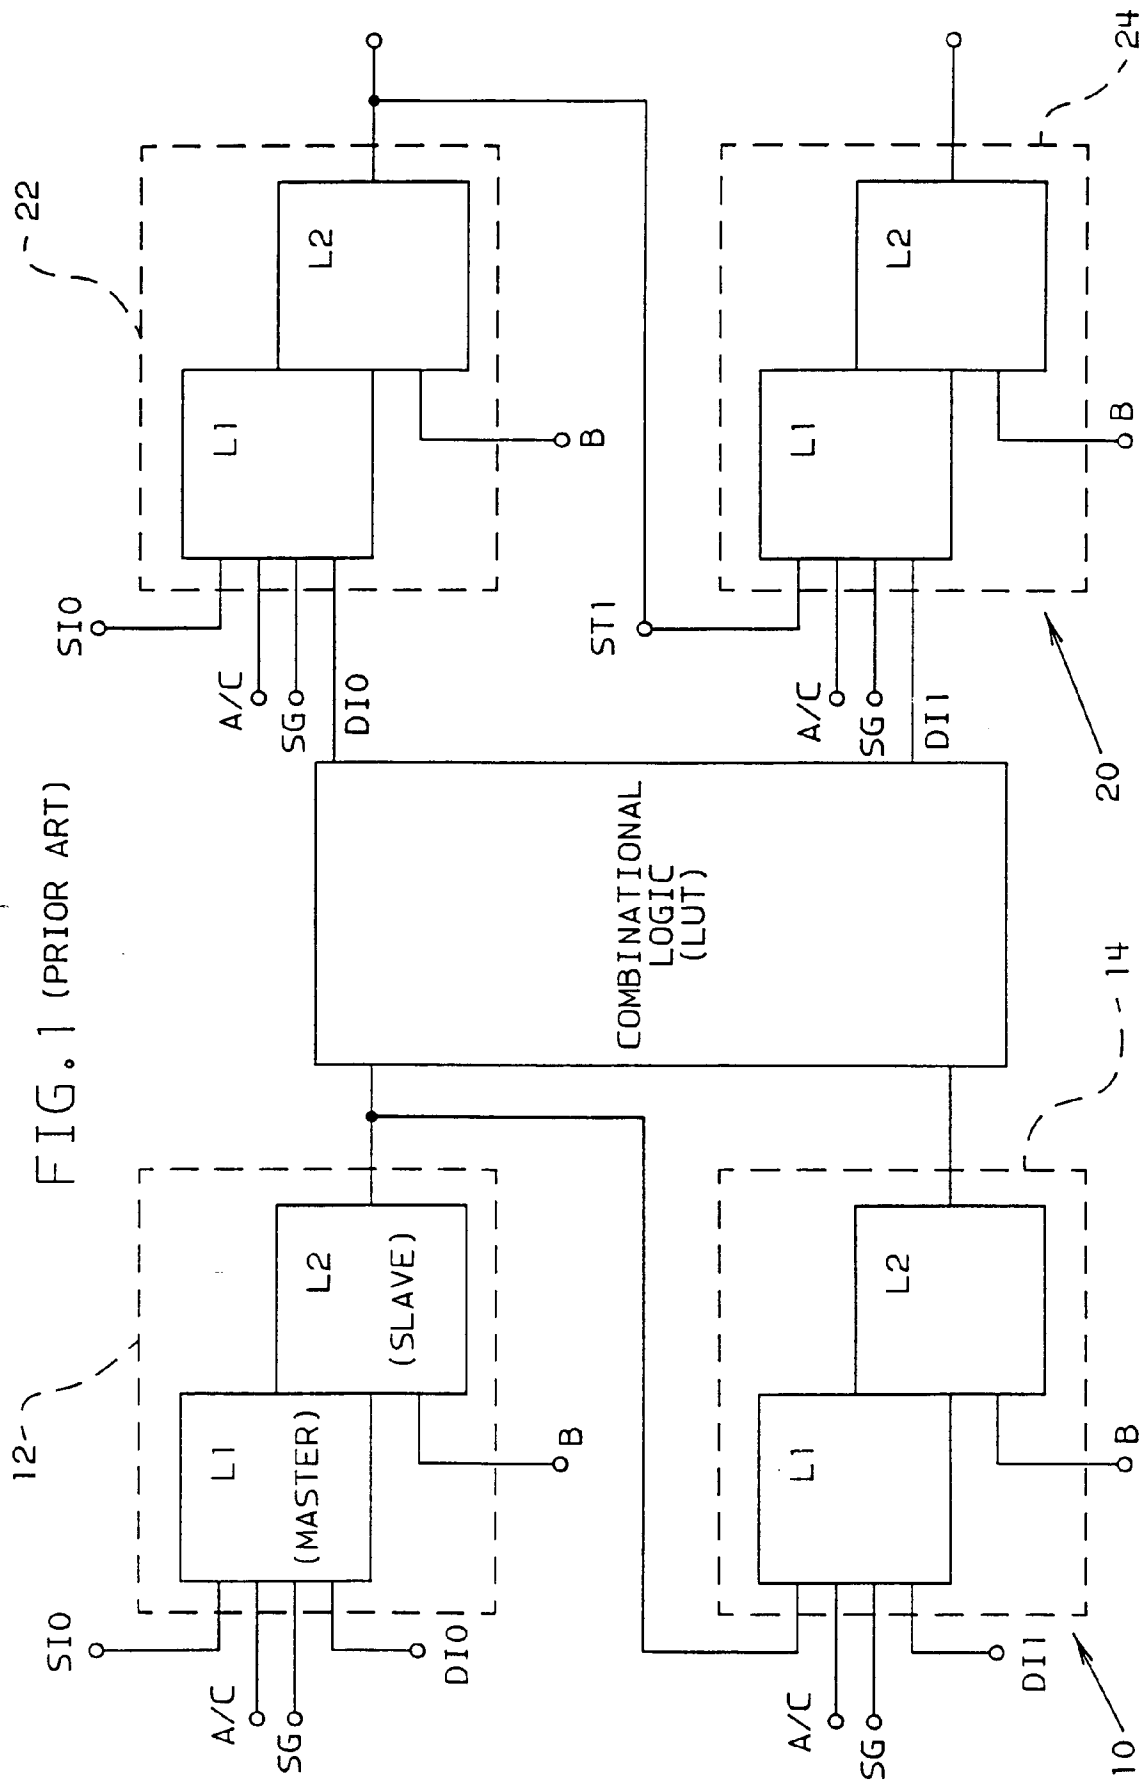 FIG. 1 (PRIOR ART)
12
SI0
A/C
SG
DI0
L1
(MASTER)
L2
(SLAVE)
B
10
A/C
SG
DI1
L1
L2
B
14
COMBINATIONAL
LOGIC
(LUT)
22
SI0
A/C
SG
DI0
L1
L2
B
20
ST1
A/C
SG
DI1
L1
L2
B
24